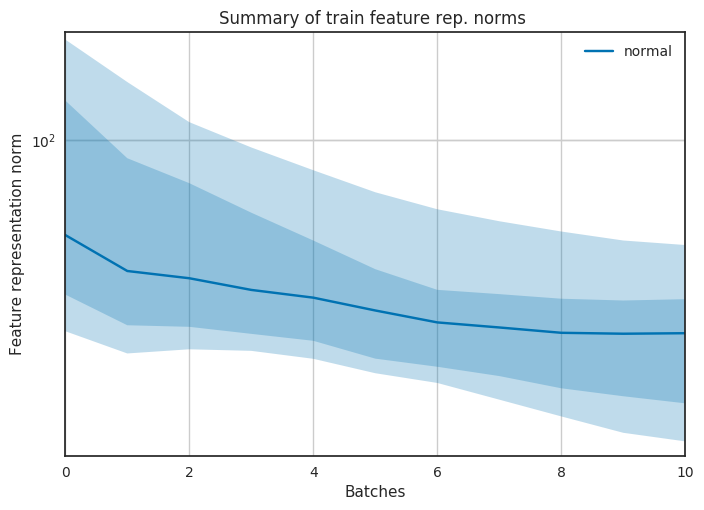 Summary of train feature rep. norms
normal
Feature representation norm
10²
0 2 4 6 8 10
Batches